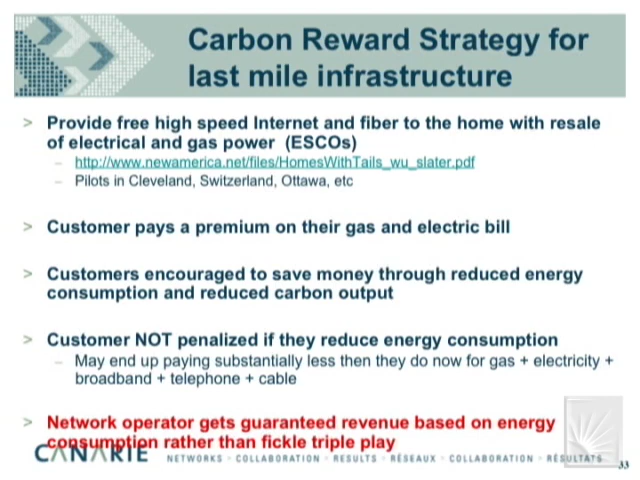 Carbon Reward Strategy for
last mile infrastructure
> Provide free high speed Internet and fiber to the home with resale
of electrical and gas power (ESCOs)
– http://www.newamerica.net/files/HomesWithTails_wu_slater.pdf
– Pilots in Cleveland, Switzerland, Ottawa, etc
> Customer pays a premium on their gas and electric bill
> Customers encouraged to save money through reduced energy
consumption and reduced carbon output
> Customer NOT penalized if they reduce energy consumption
– May end up paying substantially less then they do now for gas + electricity +
broadband + telephone + cable
> Network operator gets guaranteed revenue based on energy
consumption rather than fickle triple play
CANARIE NETWORKS · COLLABORATION · RESULTS · RÉSEAUX · COLLABORATION · RÉSULTATS
33